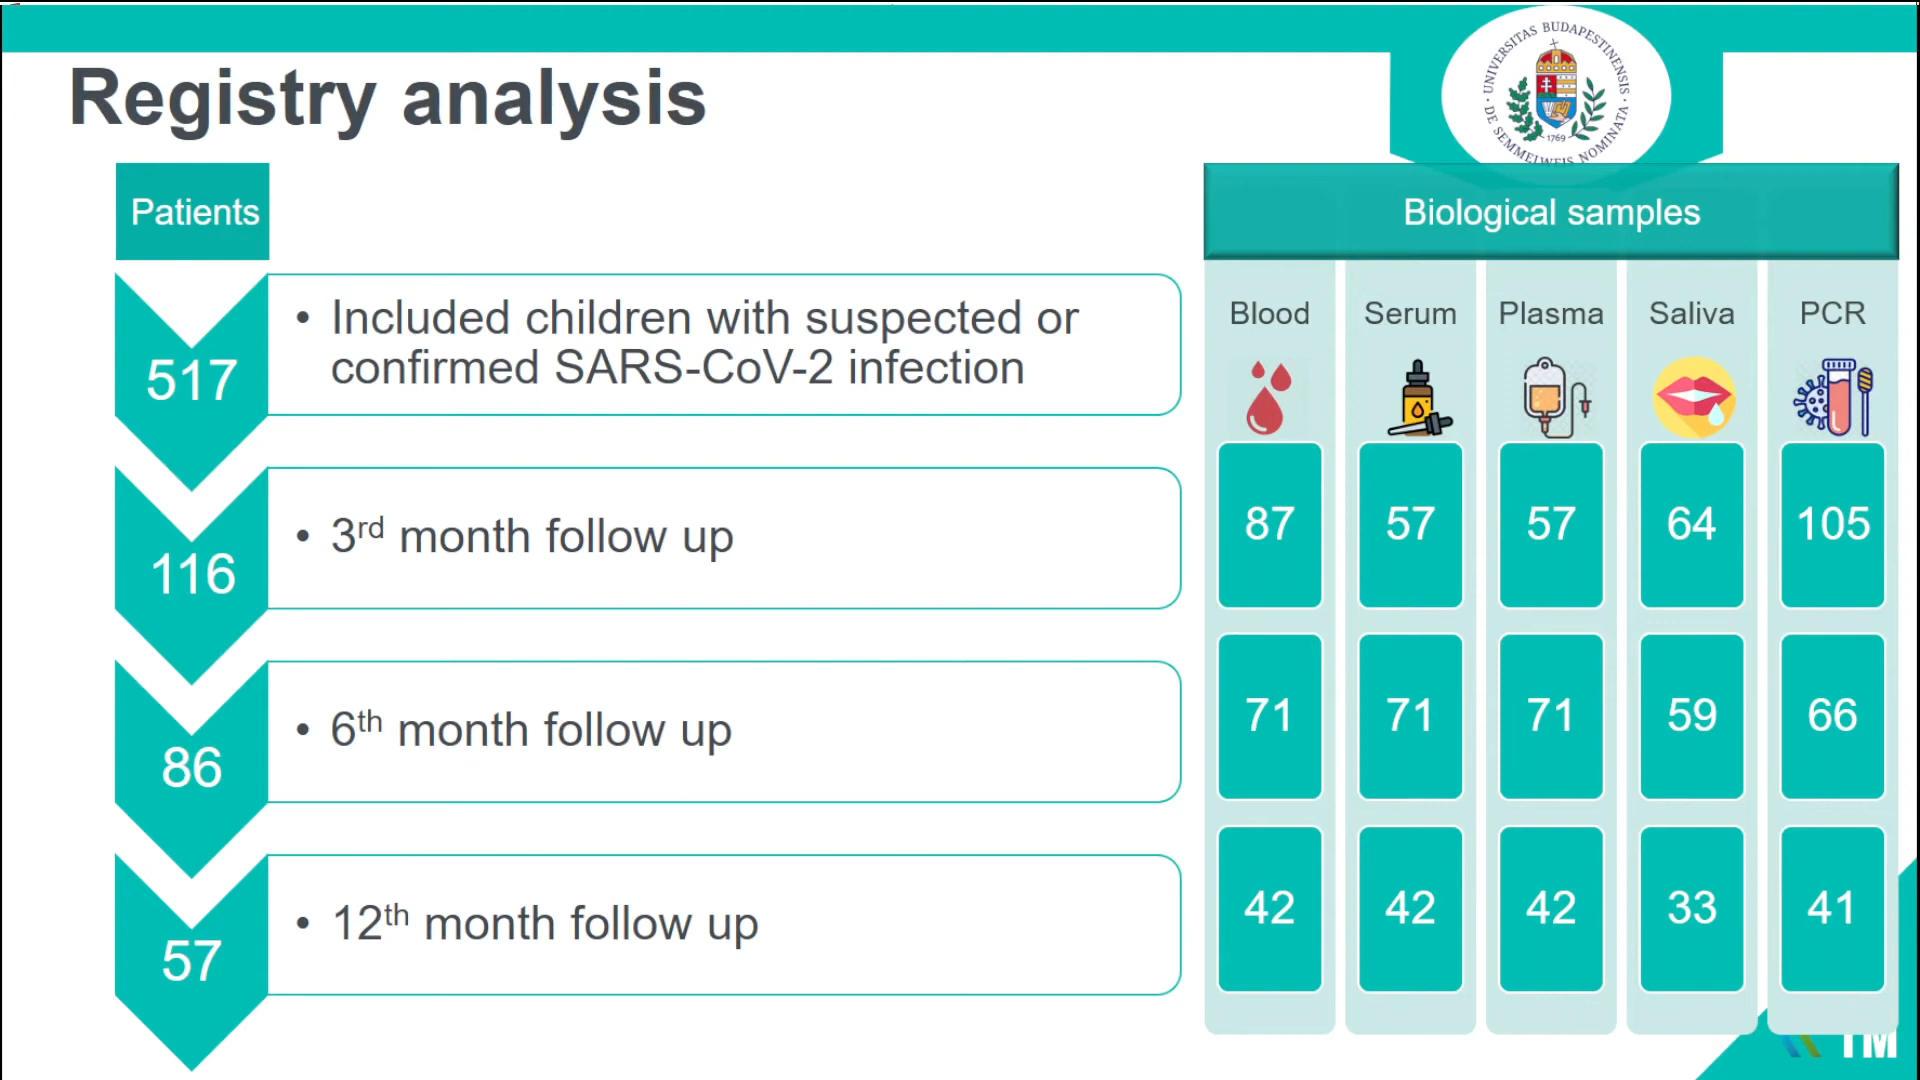 Registry analysis
UNIVERSITAS BUDAPESTINENSIS
DE SEMMELWEIS NOMINATA
1769
Patients
Biological samples
517
• Included children with suspected or
confirmed SARS-CoV-2 infection
116
• 3rd month follow up
86
• 6th month follow up
57
• 12th month follow up
Blood Serum Plasma Saliva PCR
87 57 57 64 105
71 71 71 59 66
42 42 42 33 41
TM